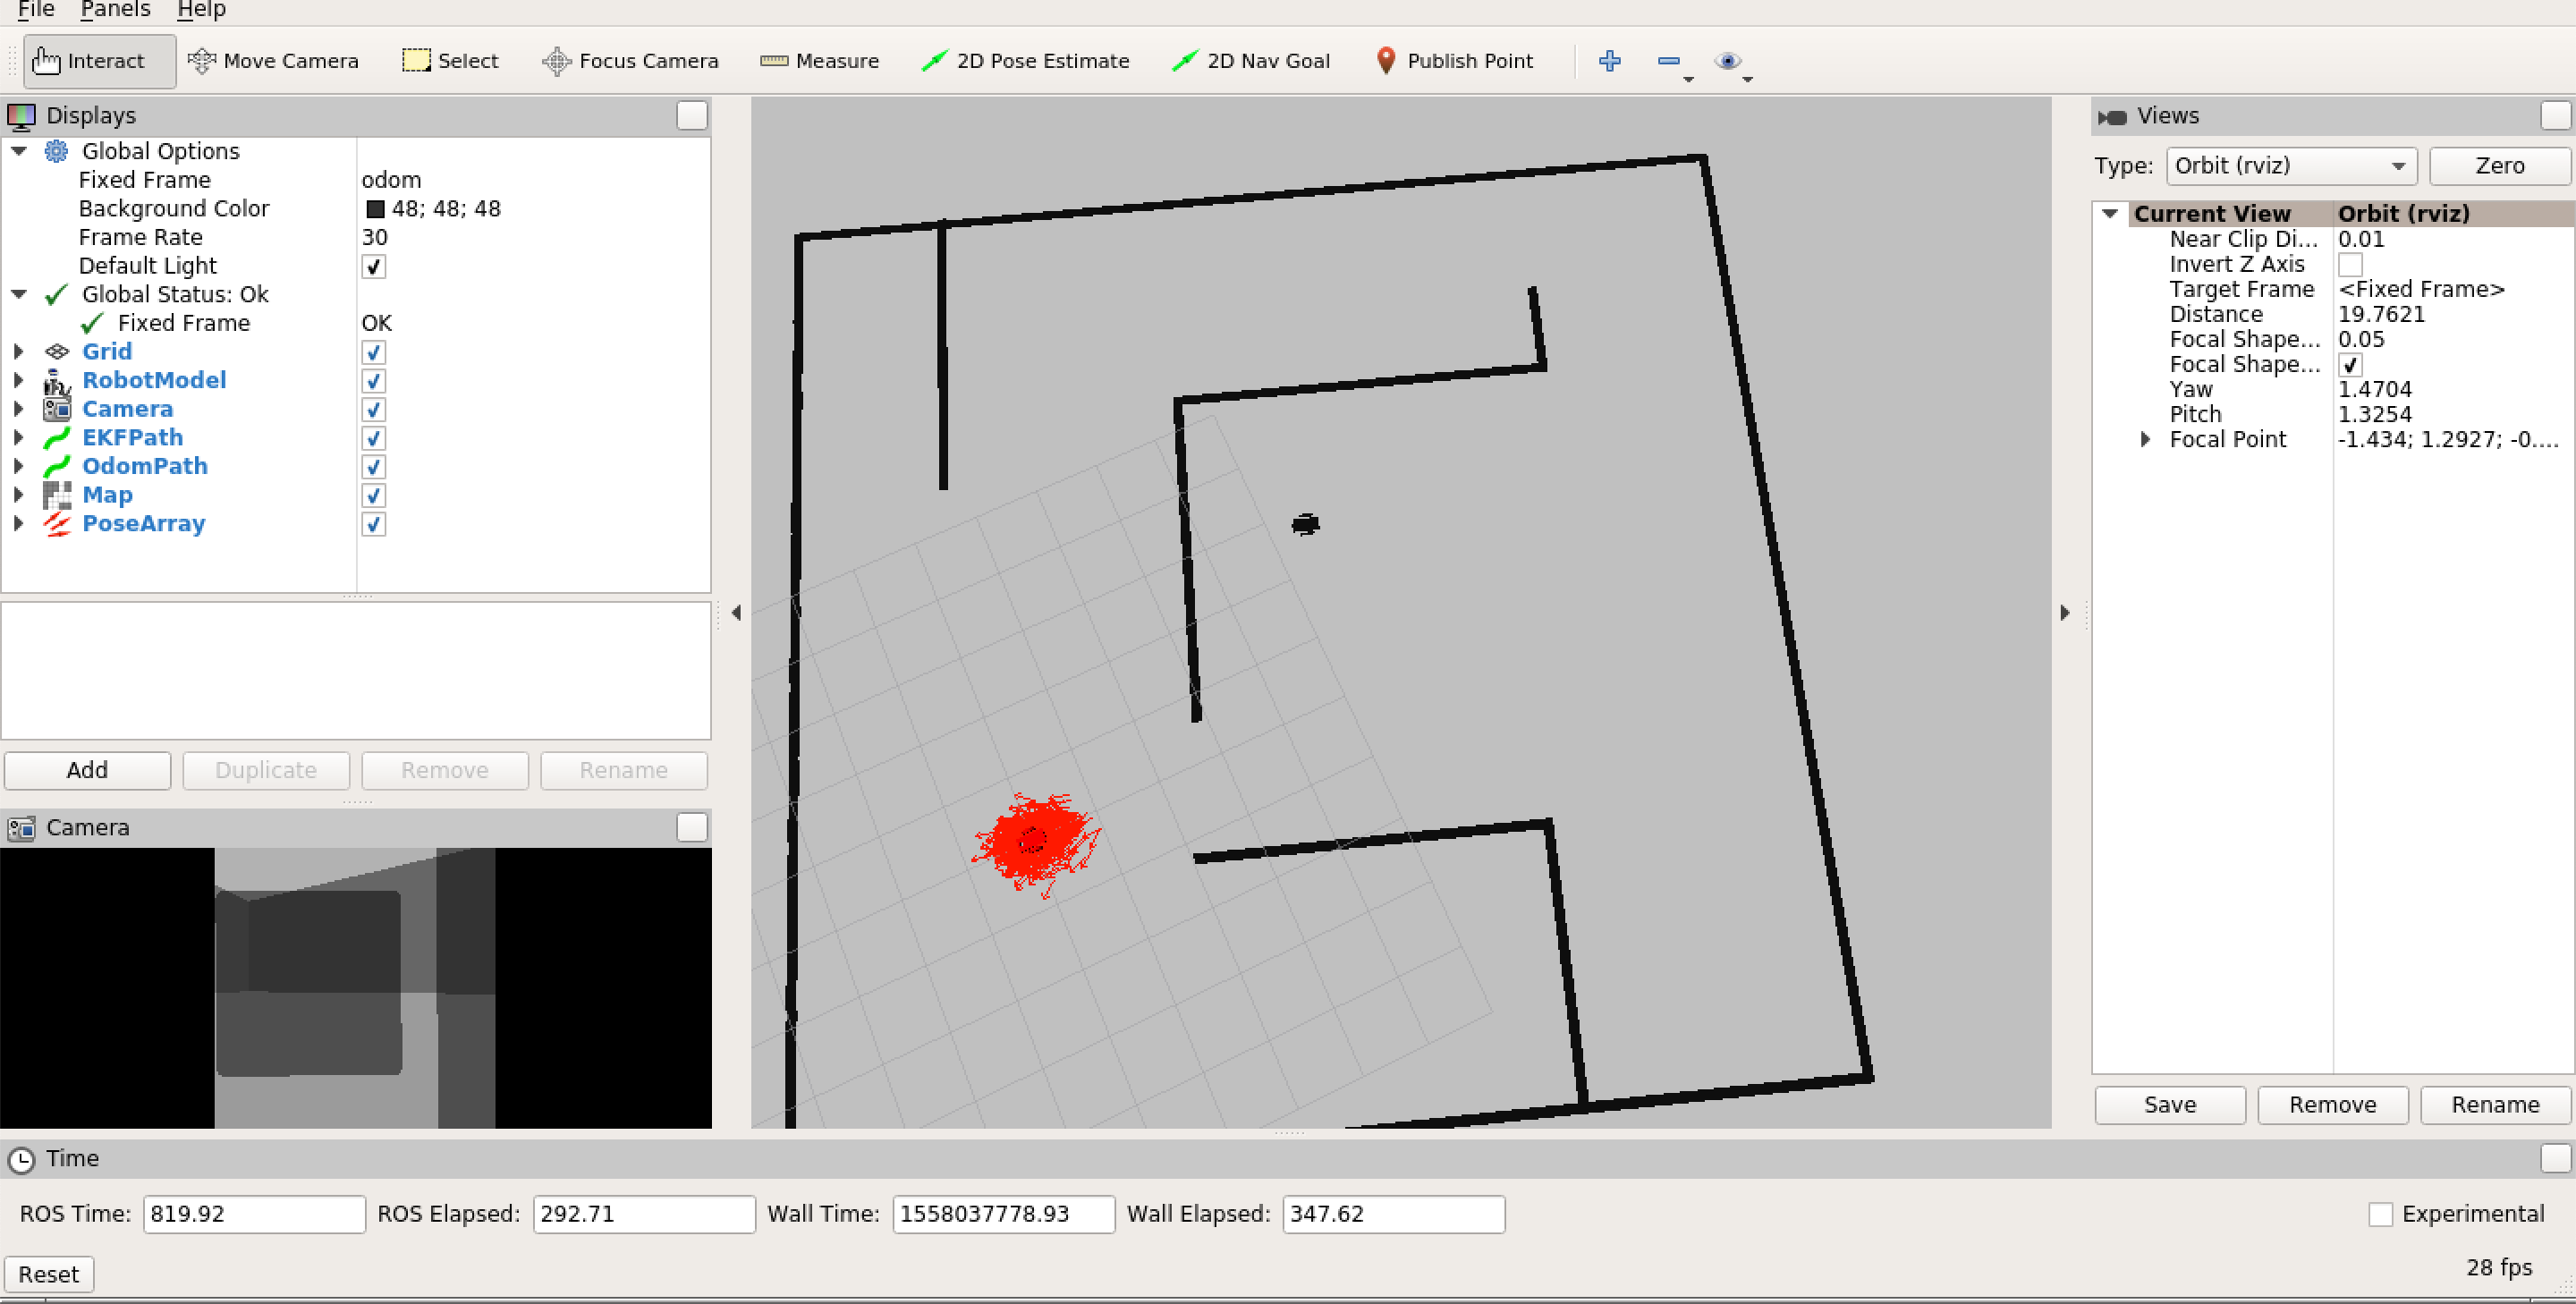 File Panels Help
Interact Move Camera Select Focus Camera Measure 2D Pose Estimate 2D Nav Goal Publish Point
Displays
Global Options
Fixed Frame odom
Background Color 48; 48; 48
Frame Rate 30
Default Light
Global Status: Ok
Fixed Frame OK
Grid
RobotModel
Camera
EKFPath
OdomPath
Map
PoseArray
Add Duplicate Remove Rename
Camera
Views
Type: Orbit (rviz) Zero
Current View Orbit (rviz)
Near Clip Di... 0.01
Invert Z Axis
Target Frame <Fixed Frame>
Distance 19.7621
Focal Shape... 0.05
Focal Shape...
Yaw 1.4704
Pitch 1.3254
Focal Point -1.434; 1.2927; -0....
Save Remove Rename
Time
ROS Time: 819.92 ROS Elapsed: 292.71 Wall Time: 1558037778.93 Wall Elapsed: 347.62 Experimental
Reset 28 fps